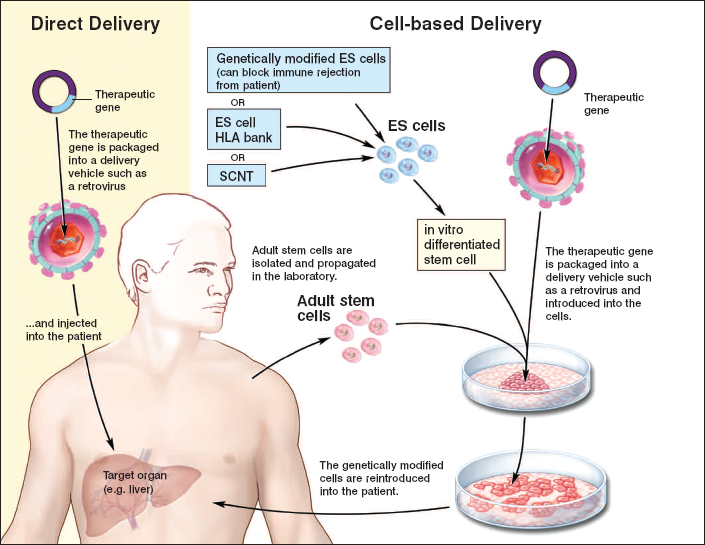 Direct Delivery
Therapeutic
gene
The therapeutic
gene is packaged
into a delivery
vehicle such as
a retrovirus
...and injected
into the patient
Target organ
(e.g. liver)
Cell-based Delivery
Genetically modified ES cells
(can block immune rejection
from patient)
OR
ES cell
HLA bank
OR
SCNT
ES cells
in vitro
differentiated
stem cell
Adult stem cells are
isolated and propagated
in the laboratory.
Adult stem
cells
Therapeutic
gene
The therapeutic gene
is packaged into a
delivery vehicle such
as a retrovirus and
introduced into the
cells.
The genetically modified
cells are reintroduced
into the patient.